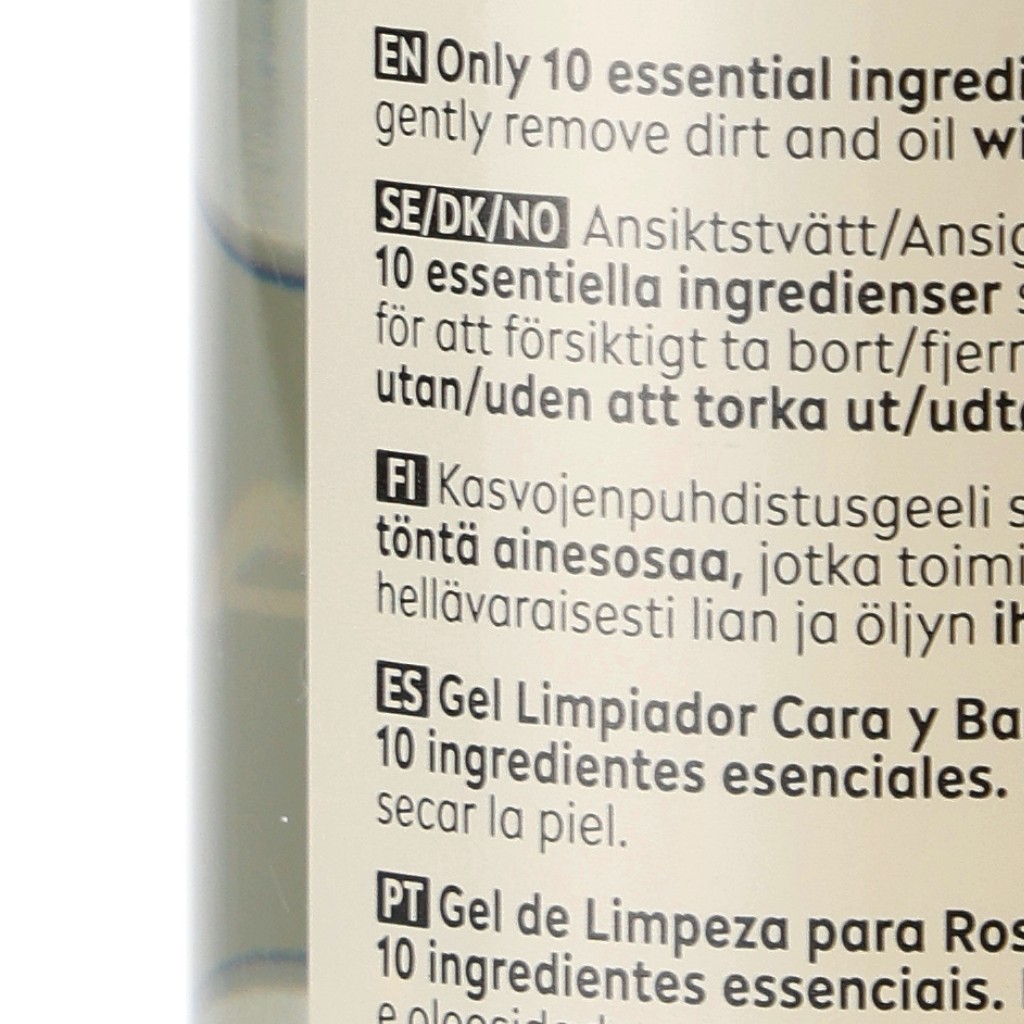 EN Only 10 essential ingredi
gently remove dirt and oil wi
SE/DK/NO Ansiktstvätt/Ansig
10 essentiella ingredienser s
för att försiktigt ta bort/fjern
utan/uden att torka ut/udt
FI Kasvojenpuhdistusgeeli s
töntä ainesosaa, jotka toimi
hellävaraisesti lian ja öljyn ih
ES Gel Limpiador Cara y Ba
10 ingredientes esenciales.
secar la piel.
PT Gel de Limpeza para Ros
10 ingredientes essenciais.